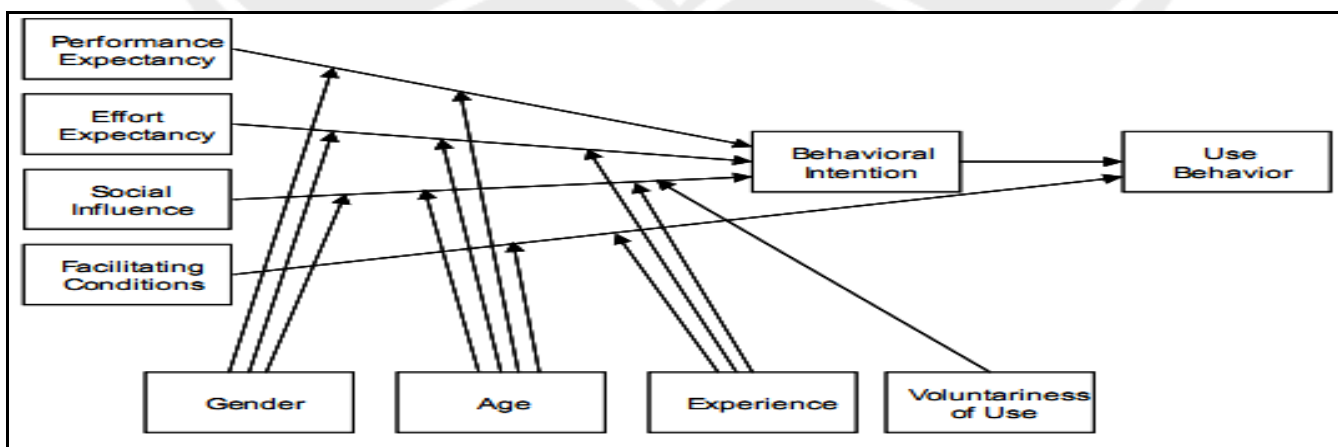 Performance
Expectancy
Effort
Expectancy
Social
Influence
Facilitating
Conditions
Behavioral
Intention
Use
Behavior
Gender
Age
Experience
Voluntariness
of Use